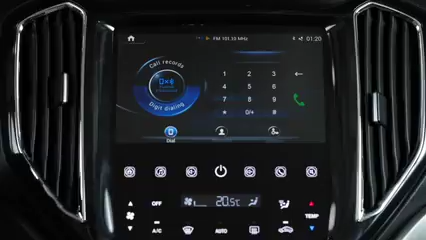 FM 101.10 MHz
01:20
Call records
Digit dialing
1 2 3
4 5 6
7 8 9
* 0/+ #
Dial
OFF
20.5°C
TEMP
A/C
AUTO